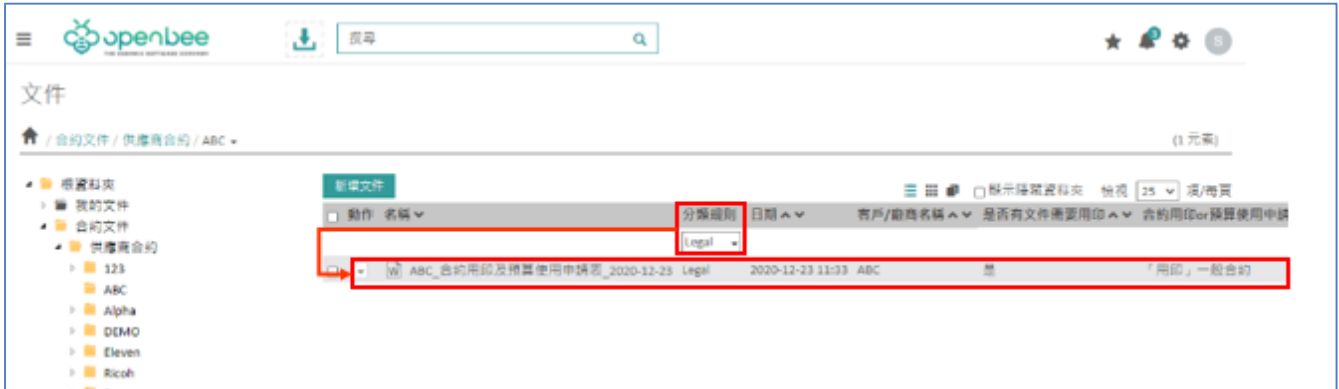 openbee
搜尋
3
S
文件
/ 合約文件 / 供應商合約 / ABC
(1 元素)
根資料夾
我的文件
合約文件
供應商合約
123
ABC
Alpha
DEMO
Eleven
Ricoh
新增文件
顯示隱藏資料夾 檢視 25 項/每頁
動作 名稱 分類規則 日期 客戶/廠商名稱 是否有文件需要用印 合約用印or預算使用申請
Legal
W ABC_合約用印及預算使用申請表_2020-12-23 Legal 2020-12-23 11:33 ABC 是 「用印」一般合約